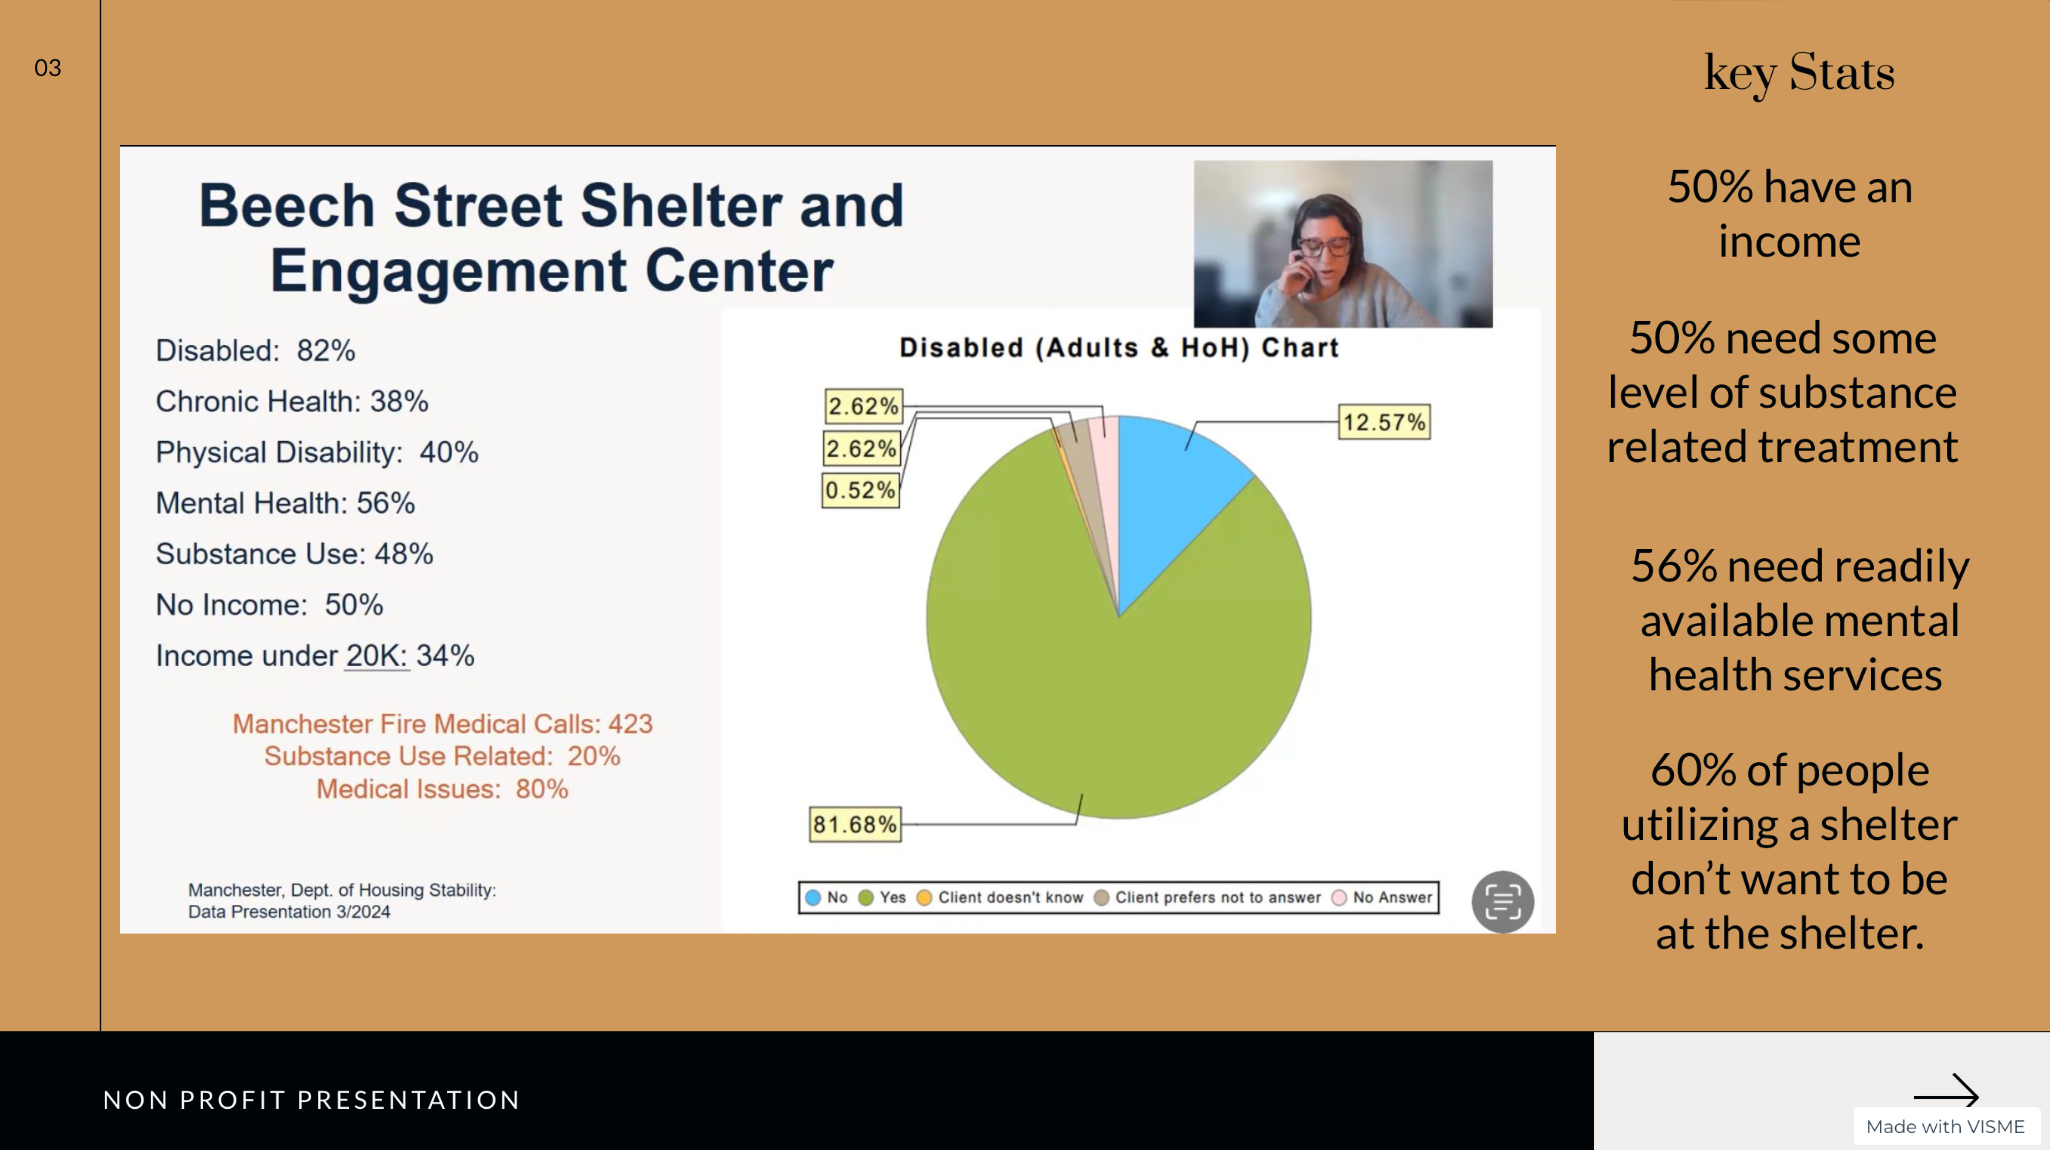 03
key Stats
Beech Street Shelter and
Engagement Center
Disabled: 82%
Chronic Health: 38%
Physical Disability: 40%
Mental Health: 56%
Substance Use: 48%
No Income: 50%
Income under 20K: 34%
Manchester Fire Medical Calls: 423
Substance Use Related: 20%
Medical Issues: 80%
Manchester, Dept. of Housing Stability:
Data Presentation 3/2024
Disabled (Adults & HoH) Chart
2.62%
2.62%
0.52%
12.57%
81.68%
No Yes Client doesn't know Client prefers not to answer No Answer
50% have an
income
50% need some
level of substance
related treatment
56% need readily
available mental
health services
60% of people
utilizing a shelter
don’t want to be
at the shelter.
NON PROFIT PRESENTATION
Made with VISME